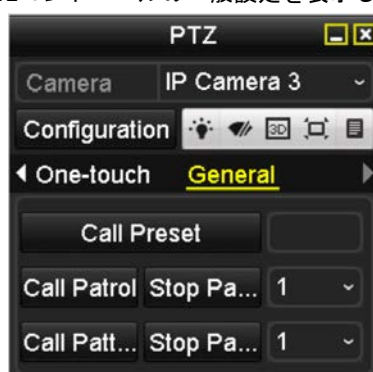 PTZ
Camera IP Camera 3
Configuration 3D
One-touch General
Call Preset
Call Patrol Stop Pa... 1
Call Patt... Stop Pa... 1